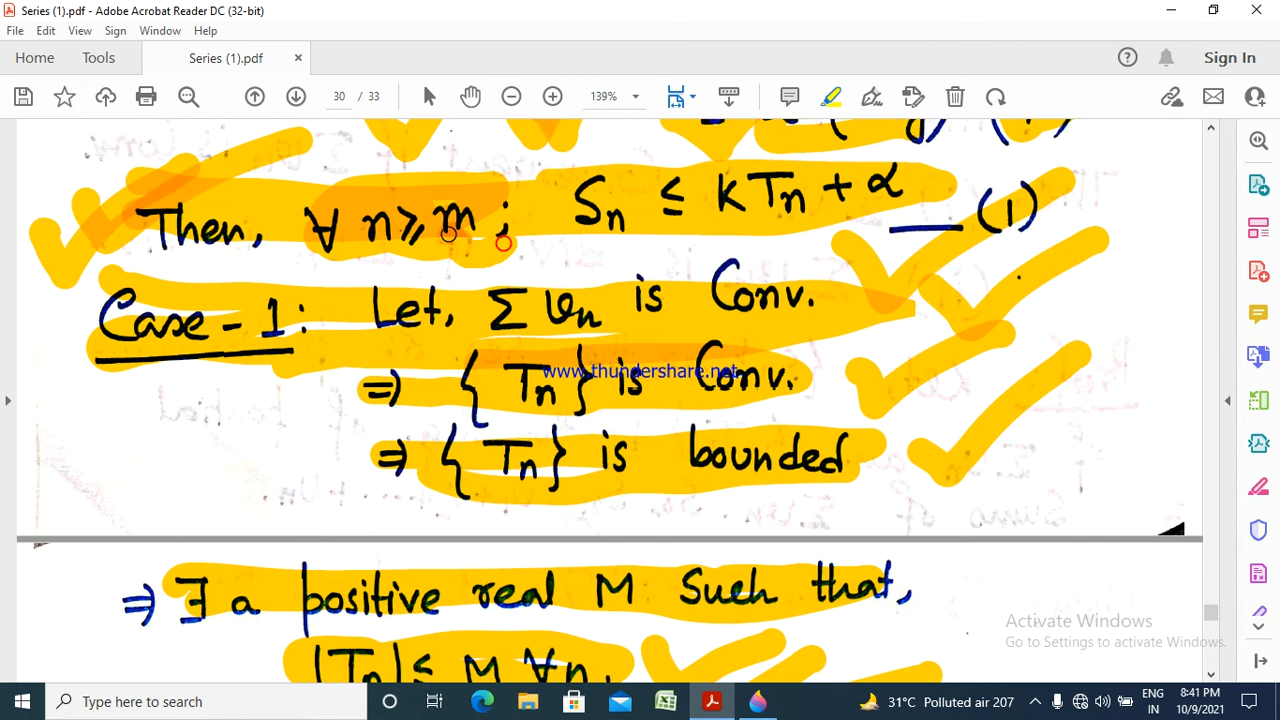 Series (1).pdf - Adobe Acrobat Reader DC (32-bit)
File Edit View Sign Window Help
Home Tools Series (1).pdf × Sign In
30 / 33 139%
Then, ∀ n ≥ m ; Sn ≤ KTn + α — (1)
Case - 1 : Let, Σ vn is Conv.
⇒ { Tn } is Conv.
www.thundershare.net
⇒ { Tn } is bounded
⇒ ∃ a positive real M Such that,
|Tn| ≤ M ∀ n.
Activate Windows
Go to Settings to activate Windows.
Type here to search
31°C Polluted air 207
ENG
IN
8:41 PM
10/9/2021